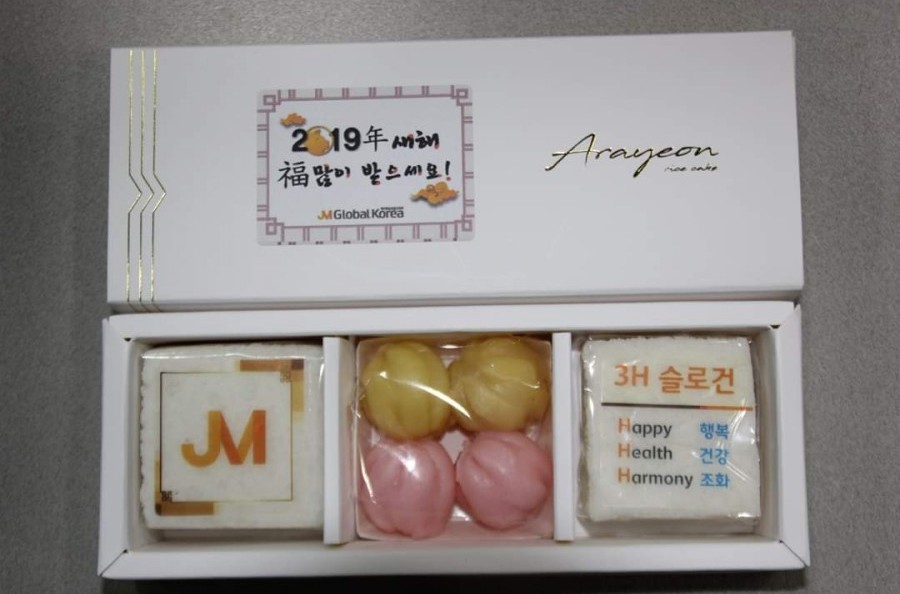 2019年 새해
福 많이 받으세요!
JM Global Korea
Arayeon
rice cake
JM
3H 슬로건
Happy 행복
Health 건강
Harmony 조화